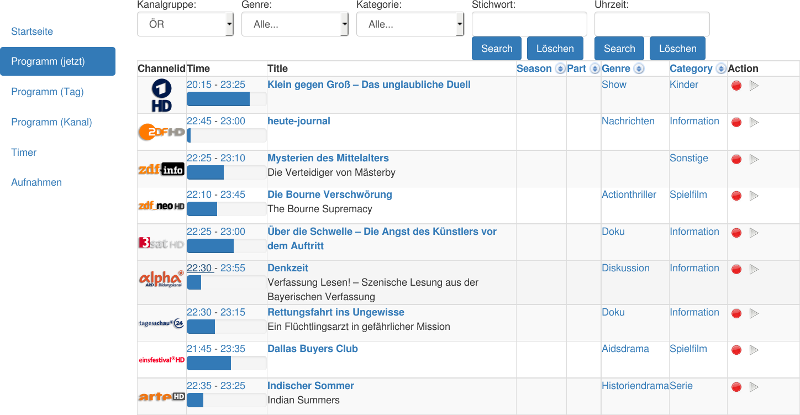 Kanalgruppe: Genre: Kategorie: Stichwort: Uhrzeit:
ÖR Alle... Alle...
Search Löschen Search Löschen
Startseite
Programm (jetzt)
Programm (Tag)
Programm (Kanal)
Timer
Aufnahmen
Channelid Time Title Season Part Genre Category Action
1 HD 20:15 - 23:25 Klein gegen Groß – Das unglaubliche Duell Show Kinder
ZDF HD 22:45 - 23:00 heute-journal Nachrichten Information
zdf.info 22:25 - 23:10 Mysterien des Mittelalters Sonstige
Die Verteidiger von Mästerby
zdf_neo HD 22:10 - 23:45 Die Bourne Verschwörung Actionthriller Spielfilm
The Bourne Supremacy
3sat HD 22:25 - 23:00 Über die Schwelle – Die Angst des Künstlers vor Doku Information
dem Auftritt
alpha 22:30 - 23:55 Denkzeit Diskussion Information
Verfassung Lesen! – Szenische Lesung aus der
Bayerischen Verfassung
tagesschau24 22:30 - 23:15 Rettungsfahrt ins Ungewisse Doku Information
Ein Flüchtlingsarzt in gefährlicher Mission
einsfestival HD 21:45 - 23:35 Dallas Buyers Club Aidsdrama Spielfilm
arte HD 22:35 - 23:25 Indischer Sommer Historiendrama Serie
Indian Summers